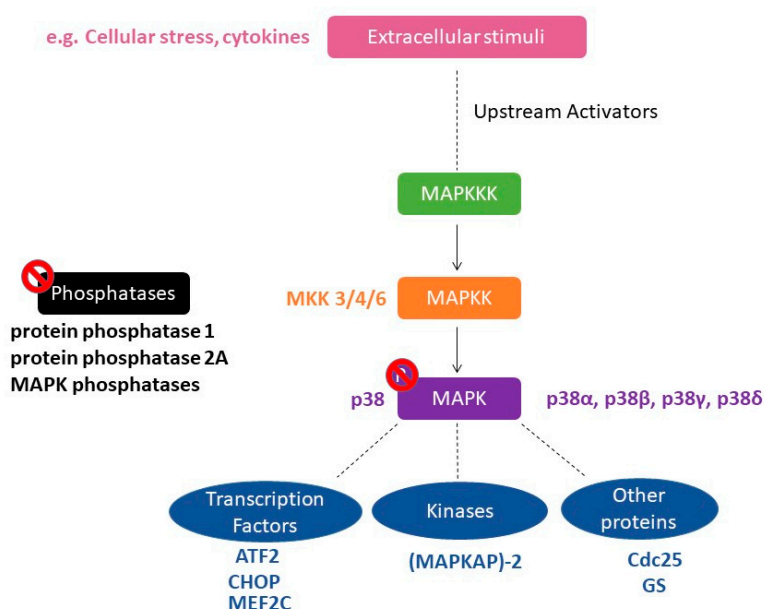 e.g. Cellular stress, cytokines
Extracellular stimuli
Upstream Activators
MAPKKK
Phosphatases
protein phosphatase 1
protein phosphatase 2A
MAPK phosphatases
MKK 3/4/6
MAPKK
p38
MAPK
p38α, p38β, p38γ, p38δ
Transcription
Factors
ATF2
CHOP
MEF2C
Kinases
(MAPKAP)-2
Other
proteins
Cdc25
GS